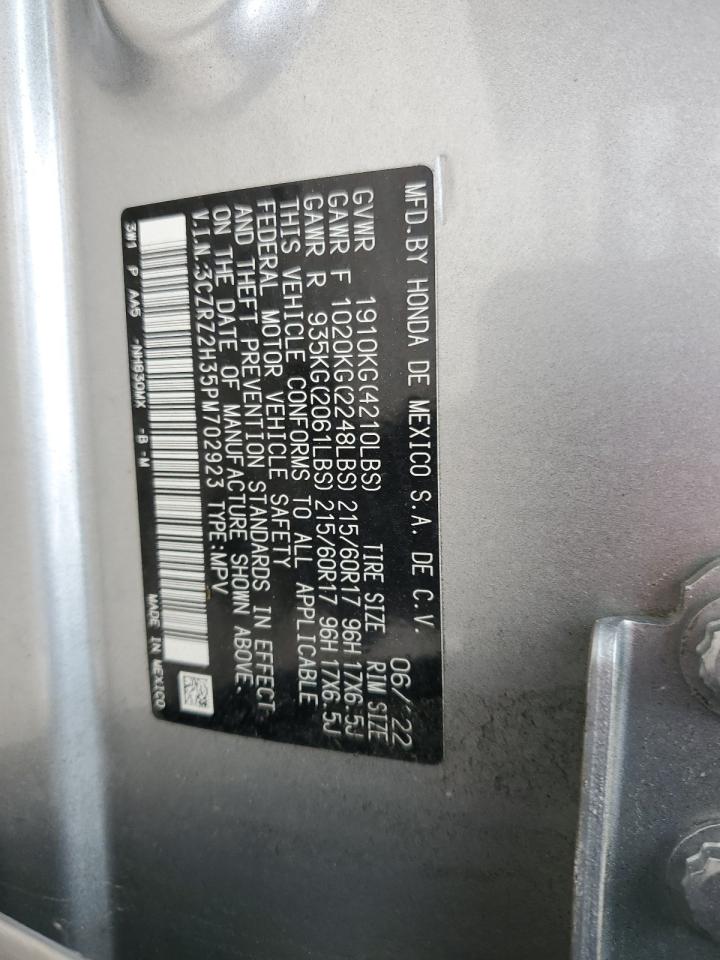 MFD.BY HONDA DE MEXICO S.A. DE C.V. 06/'22
GVWR 1910KG(4210LBS) TIRE SIZE RIM SIZE
GAWR F 1020KG(2248LBS) 215/60R17 96H 17X6.5J
GAWR R 935KG(2061LBS) 215/60R17 96H 17X6.5J
THIS VEHICLE CONFORMS TO ALL APPLICABLE
FEDERAL MOTOR VEHICLE SAFETY
AND THEFT PREVENTION STANDARDS IN EFFECT
ON THE DATE OF MANUFACTURE SHOWN ABOVE.
V.I.N.:3CZRZ2H35PM702923 TYPE:MPV
3W1 P AA5 -NH830MX -B -M MADE IN MEXICO